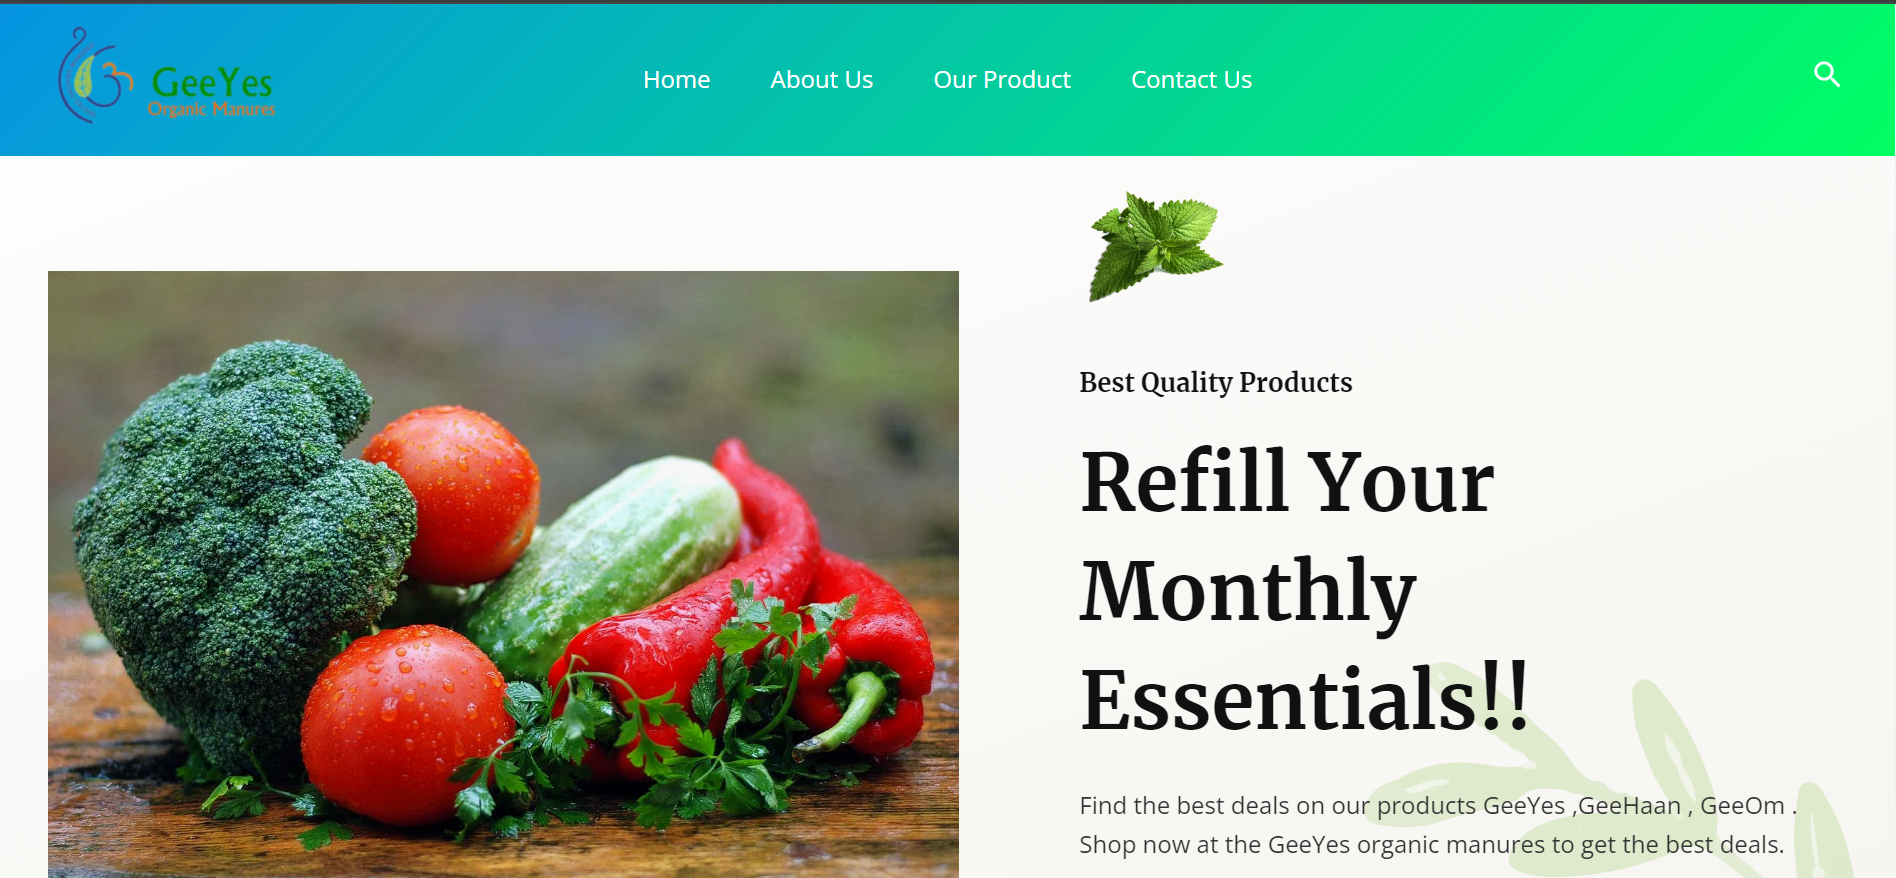 GeeYes
Organic Manures
Home About Us Our Product Contact Us
Best Quality Products
Refill Your
Monthly
Essentials!!
Find the best deals on our products GeeYes ,GeeHaan , GeeOm .
Shop now at the GeeYes organic manures to get the best deals.